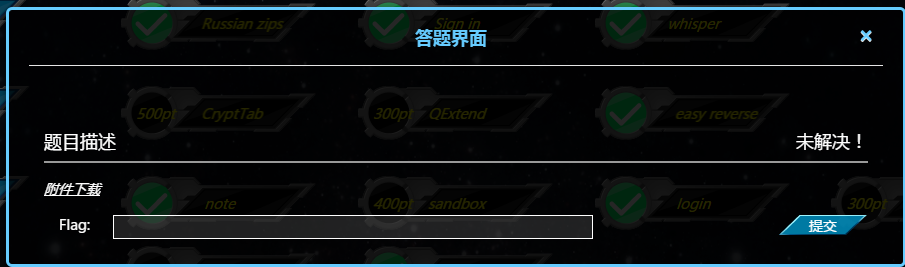 Russian zips
Sign in
whisper
答题界面
×
500pt CryptTab
300pt QExtend
easy reverse
题目描述
未解决！
附件下载
note
400pt sandbox
login
300pt
Flag:
提交